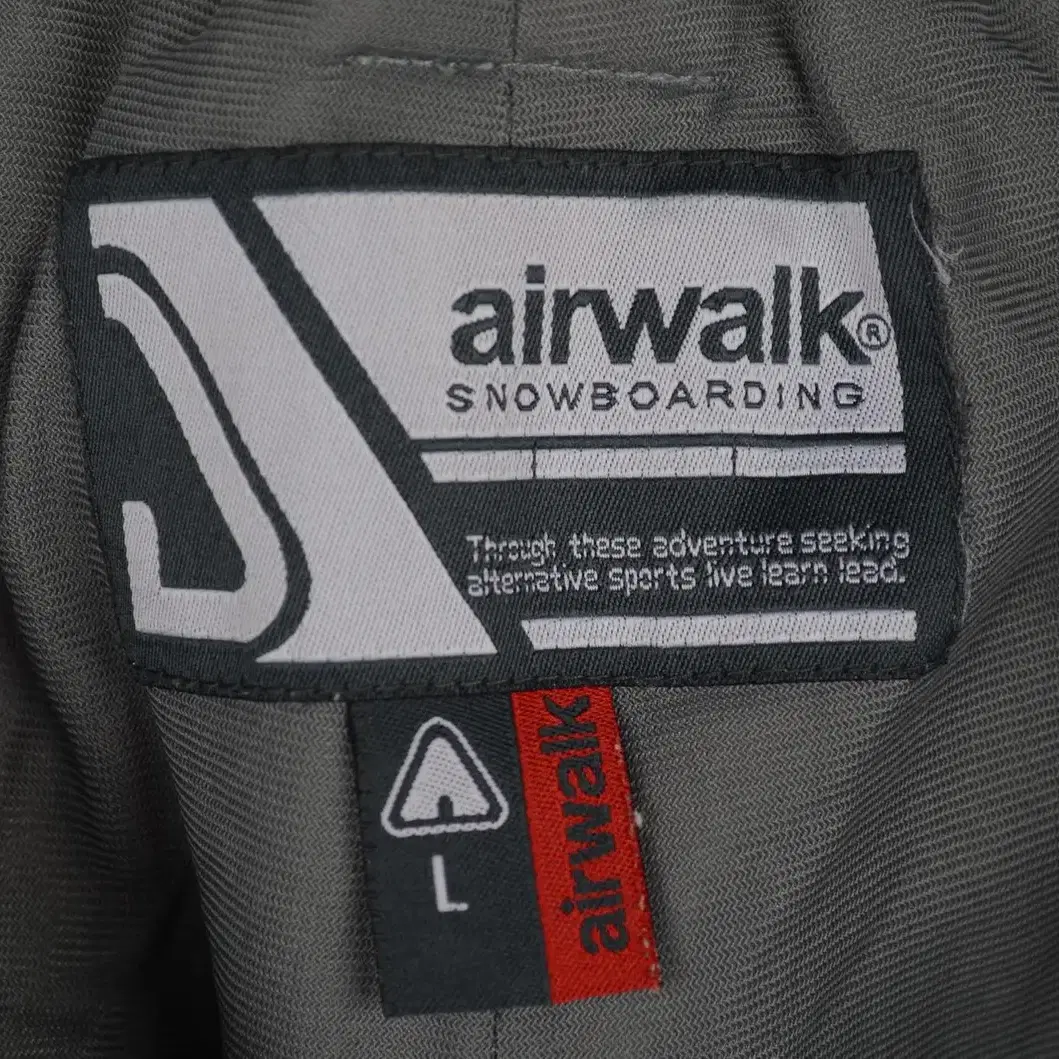 airwalk®
SNOWBOARDING
Through these adventure seeking
alternative sports live learn lead.
airwalk
L